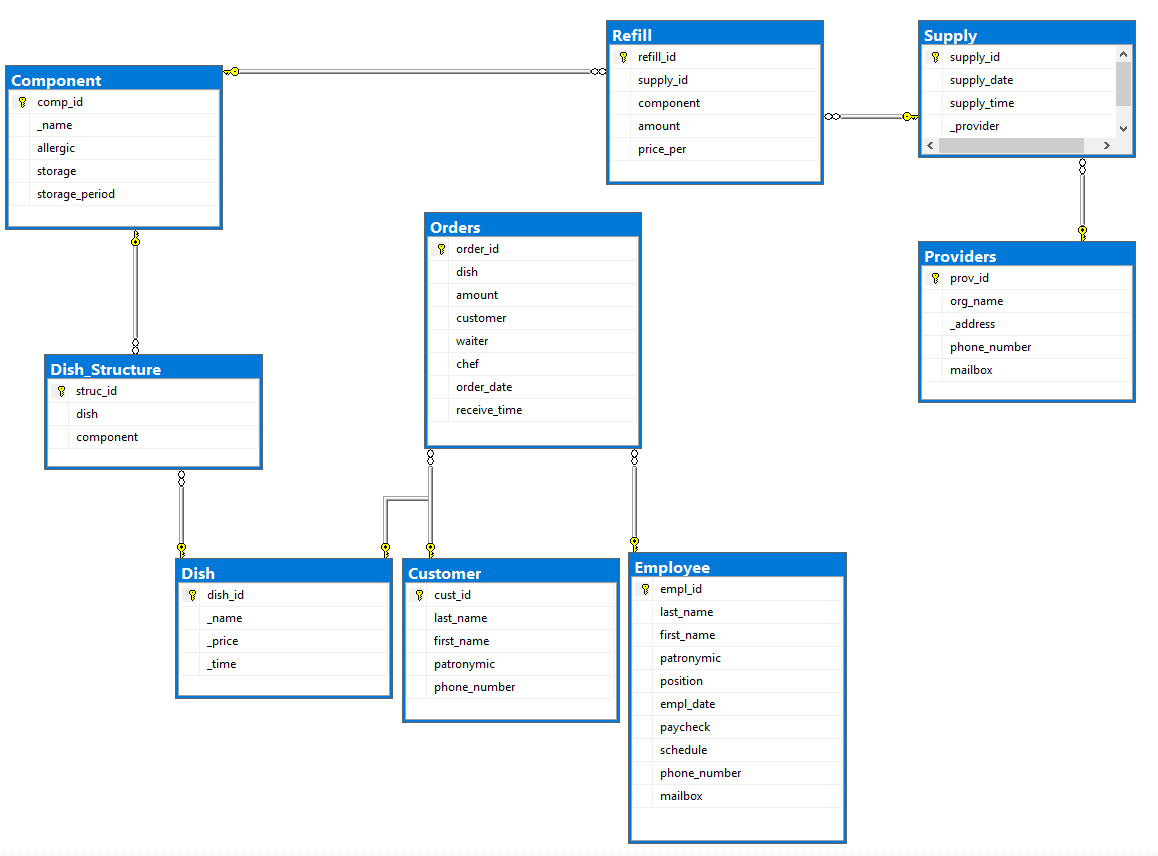 Component
comp_id
_name
allergic
storage
storage_period
Refill
refill_id
supply_id
component
amount
price_per
Supply
supply_id
supply_date
supply_time
_provider
Orders
order_id
dish
amount
customer
waiter
chef
order_date
receive_time
Providers
prov_id
org_name
_address
phone_number
mailbox
Dish_Structure
struc_id
dish
component
Dish
dish_id
_name
_price
_time
Customer
cust_id
last_name
first_name
patronymic
phone_number
Employee
empl_id
last_name
first_name
patronymic
position
empl_date
paycheck
schedule
phone_number
mailbox